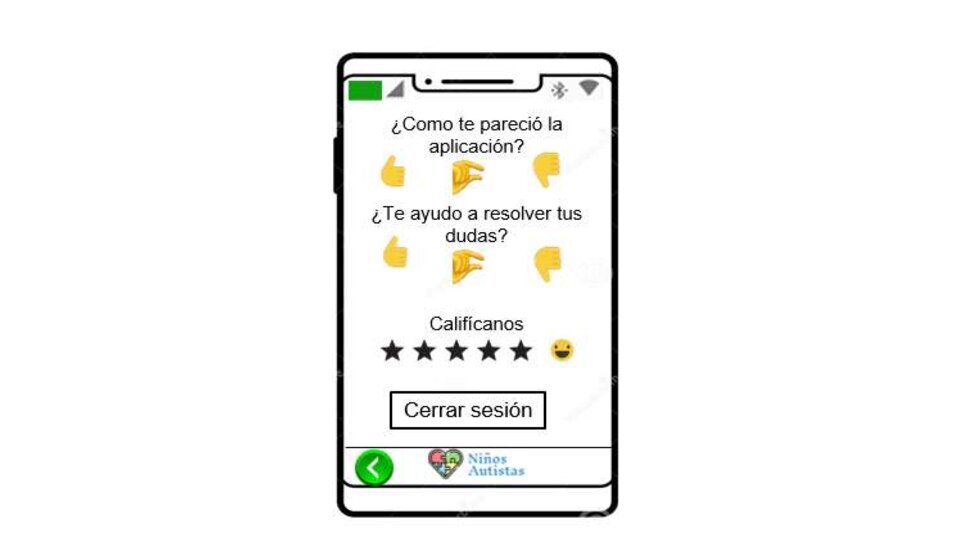 ¿Como te pareció la
aplicación?
¿Te ayudo a resolver tus
dudas?
Califícanos
Cerrar sesión
Niños
Autistas